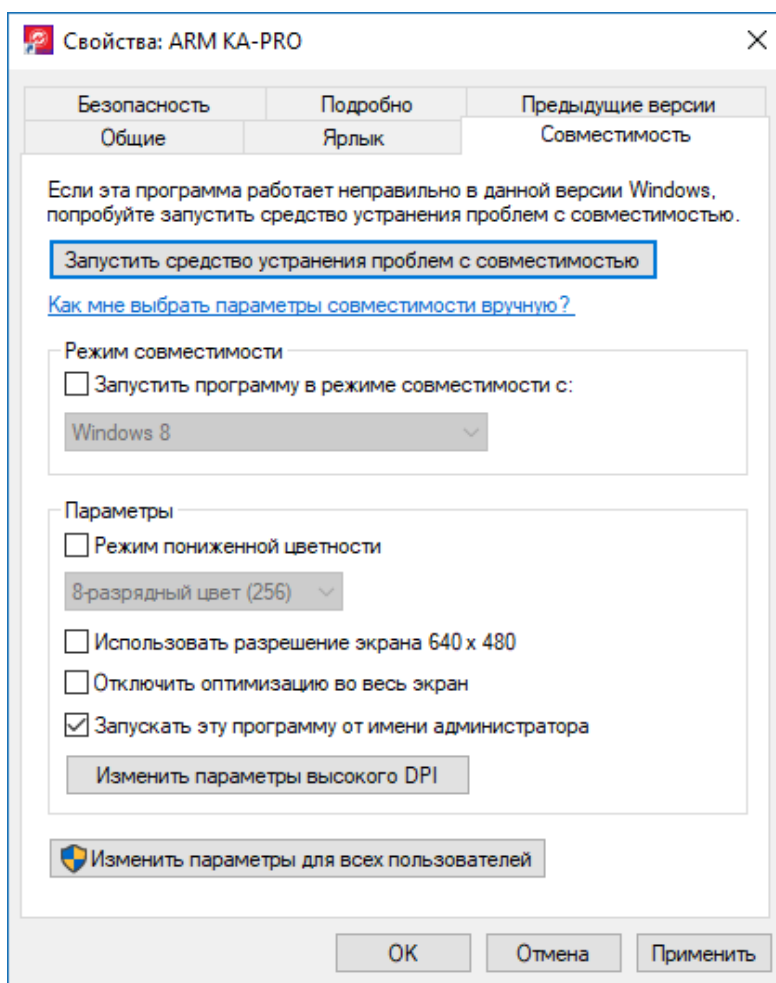 Свойства: ARM KA-PRO
Безопасность
Подробно
Предыдущие версии
Общие
Ярлык
Совместимость
Если эта программа работает неправильно в данной версии Windows,
попробуйте запустить средство устранения проблем с совместимостью.
Запустить средство устранения проблем с совместимостью
Как мне выбрать параметры совместимости вручную?
Режим совместимости
Запустить программу в режиме совместимости с:
Windows 8
Параметры
Режим пониженной цветности
8-разрядный цвет (256)
Использовать разрешение экрана 640 x 480
Отключить оптимизацию во весь экран
Запускать эту программу от имени администратора
Изменить параметры высокого DPI
Изменить параметры для всех пользователей
ОК
Отмена
Применить